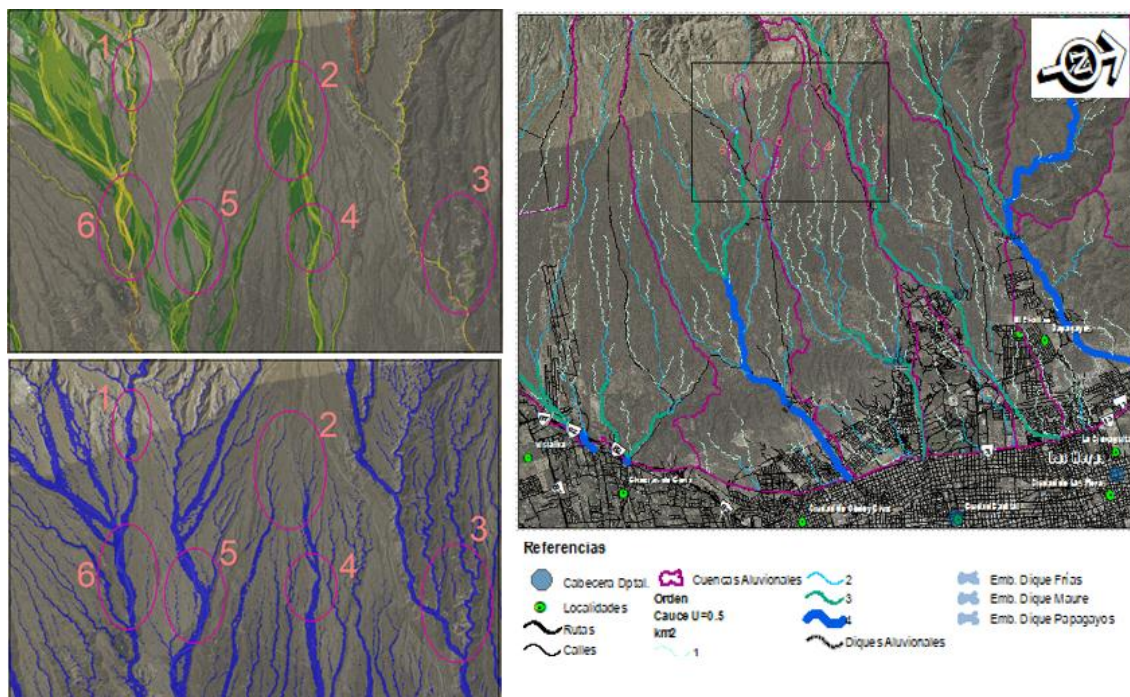 1
2
3
4
5
6
1
2
3
4
5
6
N
Referencias
Cabecera Dptal.
Localidades
Rutas
Calles
Cuencas Aluvionales
Orden
Cauce U=0.5
km2
1
2
3
4
Diques Aluvionales
Emb. Dique Frías
Emb. Dique Maure
Emb. Dique Papagayos